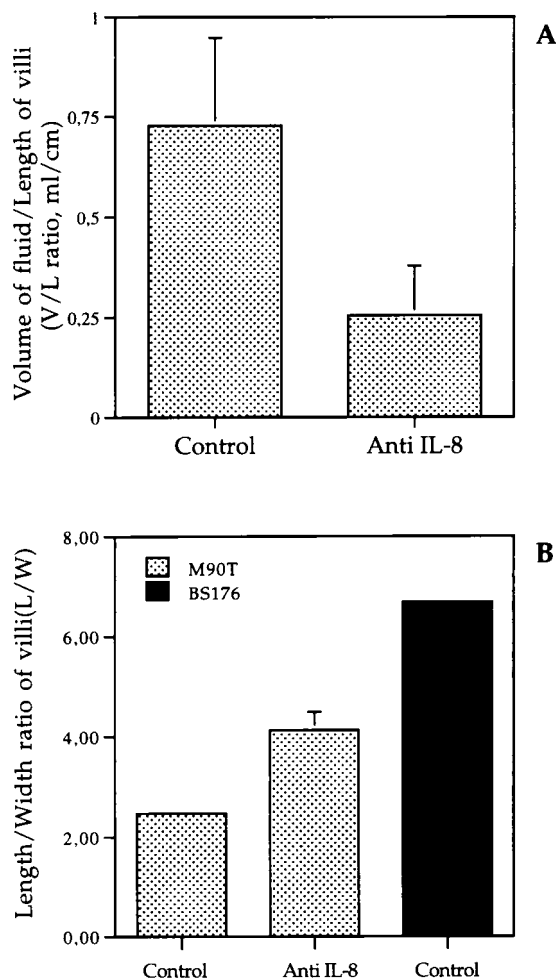 A
Volume of fluid/Length of villi
(V/L ratio, ml/cm)
1
0,75
0,5
0,25
0
Control
Anti IL-8
B
Length/Width ratio of villi(L/W)
8,00
6,00
4,00
2,00
0,00
M90T
BS176
Control
Anti IL-8
Control